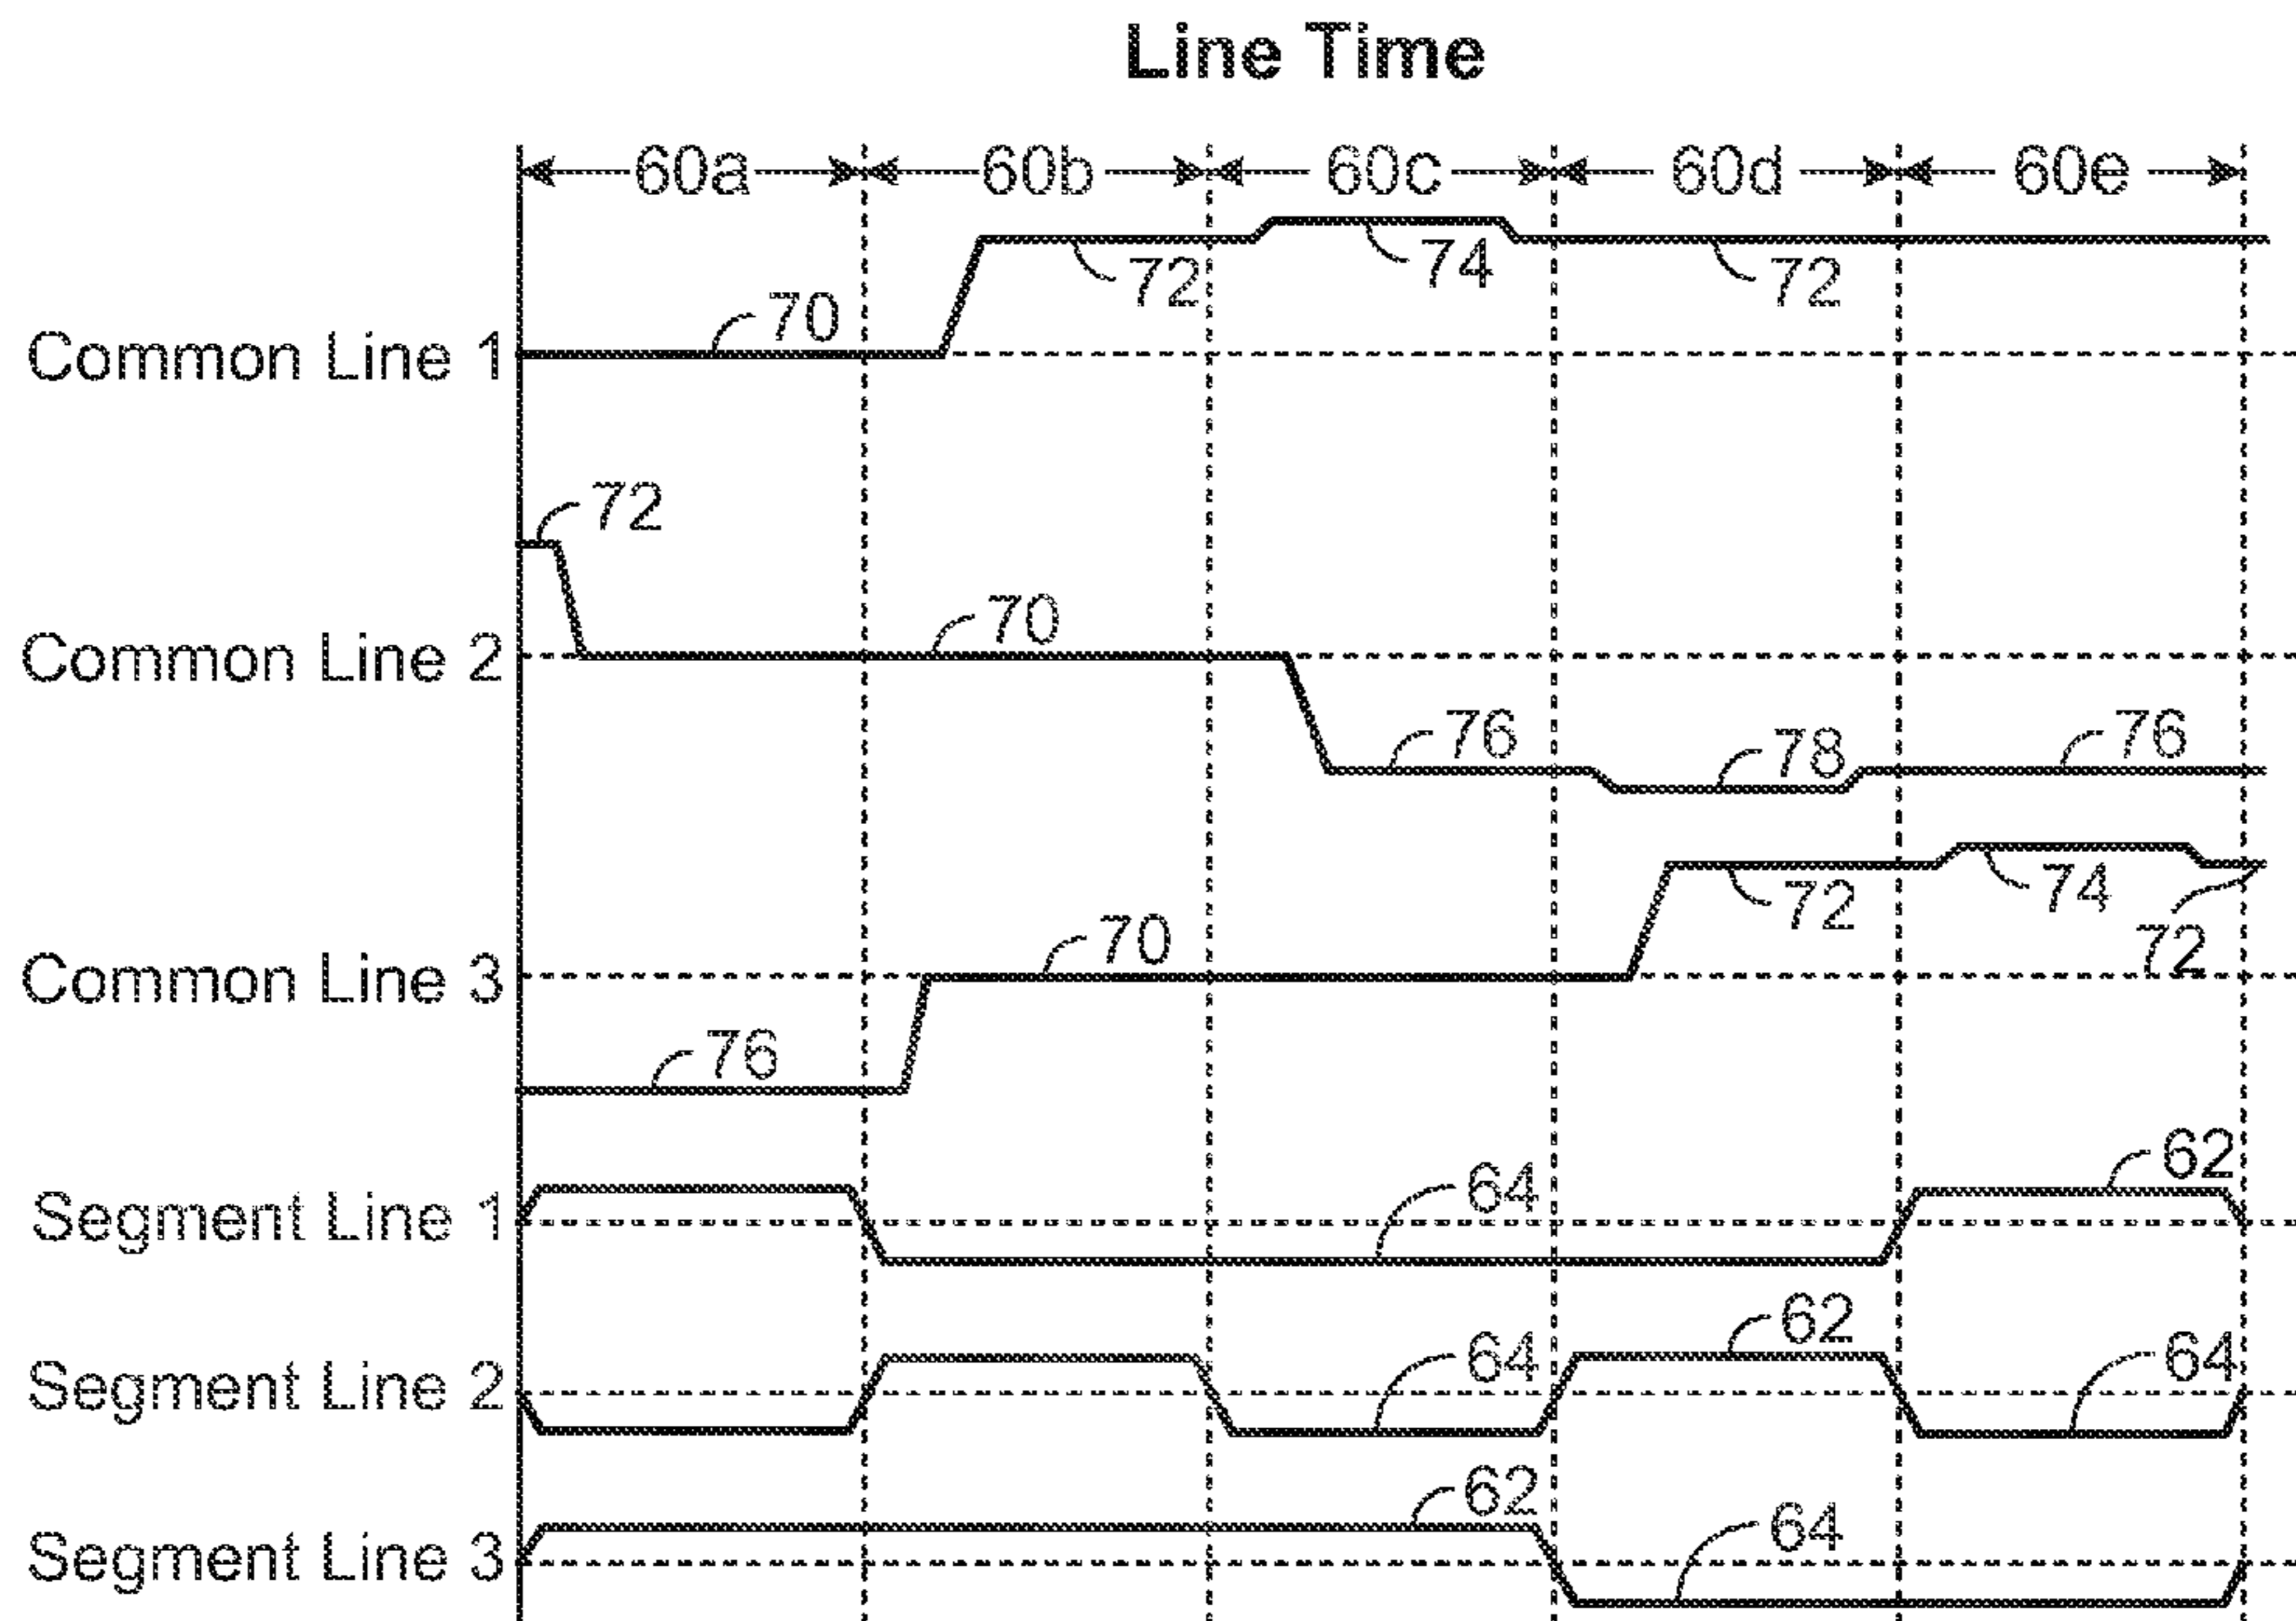 Line Time
60a 60b 60c 60d 60e
72 74 72
70
Common Line 1
72
70
Common Line 2
76 78 76
72 74
72
70
Common Line 3
76
62
64
Segment Line 1
62
64 64
Segment Line 2
62
64
Segment Line 3